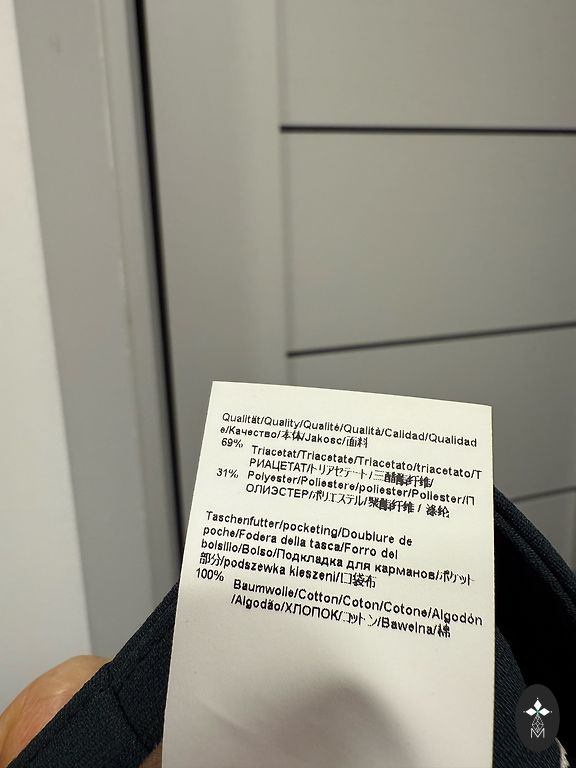 Qualität/Quality/Qualité/Qualità/Calidad/Qualidad
e/Качество/本体/Jakosc/面料
69% Triacetat/Triacetate/Triacetato/triacetato/Т
РИАЦЕТАТ/トリアセテート/三醋酯纤维/
31% Polyester/Poliestere/poliester/Poliester/П
ОЛИЭСТЕР/ポリエステル/聚酯纤维 / 涤纶
Taschenfutter/pocketing/Doublure de
poche/Fodera della tasca/Forro del
bolsillo/Bolso/Подкладка для карманов/ポケット
部分/podszewka kieszeni/口袋布
100% Baumwolle/Cotton/Coton/Cotone/Algodón
/Algodão/ХЛОПОК/コットン/Bawelna/棉
M